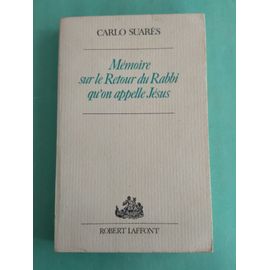 CARLO SUARÈS
Mémoire
sur le Retour du Rabbi
qu'on appelle Jésus
ROBERT LAFFONT